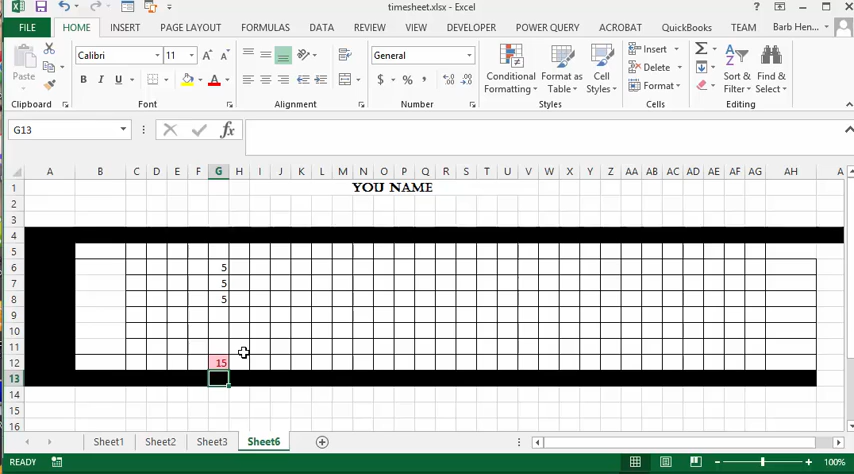 timesheet.xlsx - Excel
FILE HOME INSERT PAGE LAYOUT FORMULAS DATA REVIEW VIEW DEVELOPER POWER QUERY ACROBAT QuickBooks TEAM Barb Hen...
Paste
Calibri 11
B I U
General
$ % ,
Conditional Formatting
Format as Table
Cell Styles
Insert
Delete
Format
Sort & Filter
Find & Select
Clipboard Font Alignment Number Styles Cells Editing
G13 fx
A B C D E F G H I J K L M N O P Q R S T U V W X Y Z AA AB AC AD AE AF AG AH A
1 YOU NAME
2
3
4
5
6 5
7 5
8 5
9
10
11
12 15
13
14
15
16
Sheet1 Sheet2 Sheet3 Sheet6
READY 100%